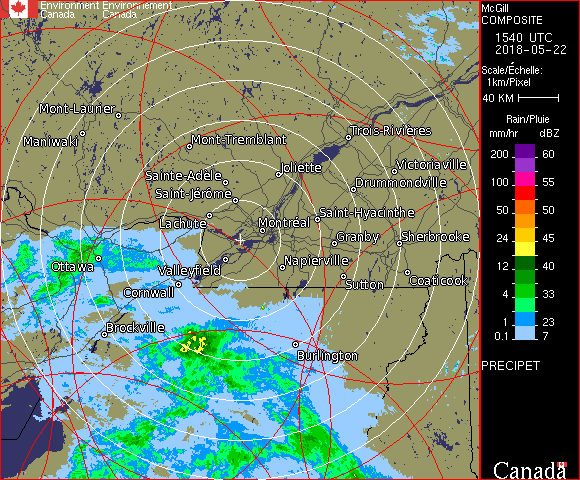 Environment Environnement
Canada Canada
Mont-Laurier
Maniwaki
Mont-Tremblant
Trois-Rivières
Sainte-Adèle
Joliette
Victoriaville
Saint-Jérôme
Drummondville
Lachute
Montréal
Saint-Hyacinthe
Granby
Sherbrooke
Ottawa
Valleyfield
Napierville
Cornwall
Sutton
Coaticook
Brockville
Burlington
McGill
COMPOSITE
1540 UTC
2018-05-22
Scale/Échelle:
1km/Pixel
40 KM
Rain/Pluie
mm/hr dBZ
200 60
57
100 55
50 50
24 45
12 40
4 33
1 23
0.1 7
PRECIPET
Canada